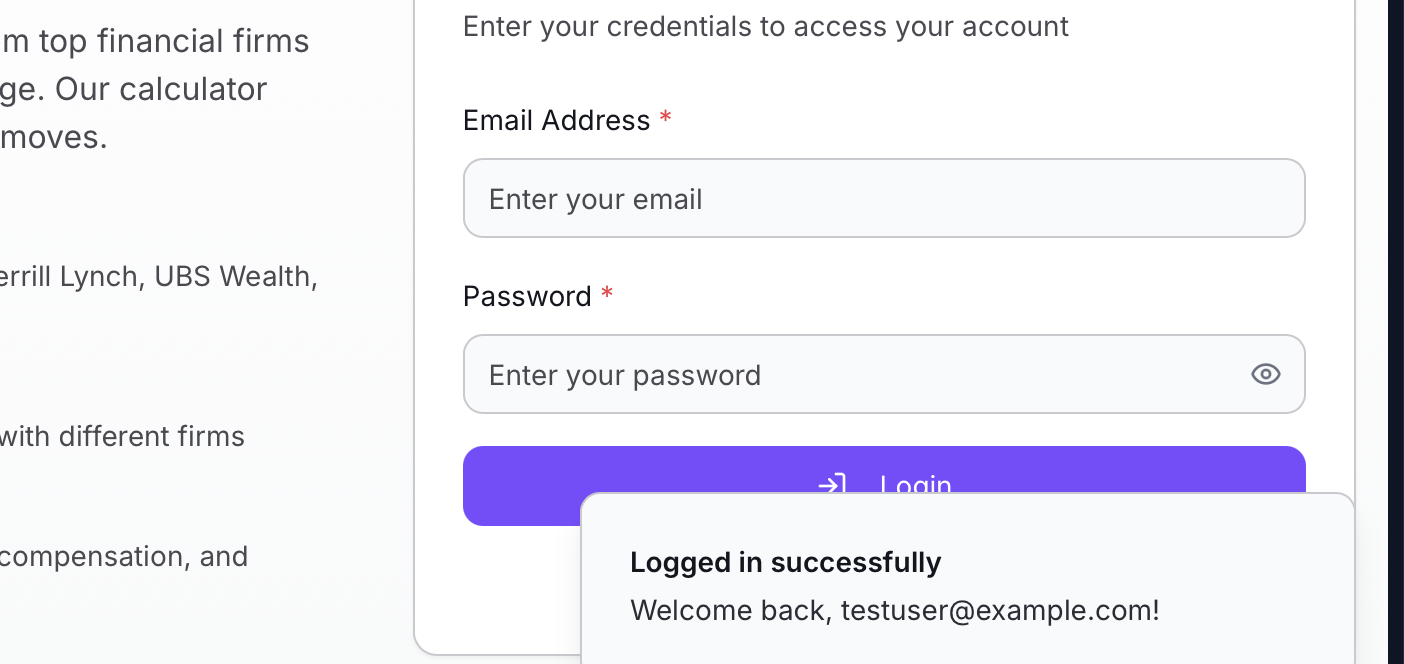 m top financial firms
ge. Our calculator
moves.
errill Lynch, UBS Wealth,
with different firms
compensation, and
Enter your credentials to access your account
Email Address *
Enter your email
Password *
Enter your password
Login
Logged in successfully
Welcome back, testuser@example.com!